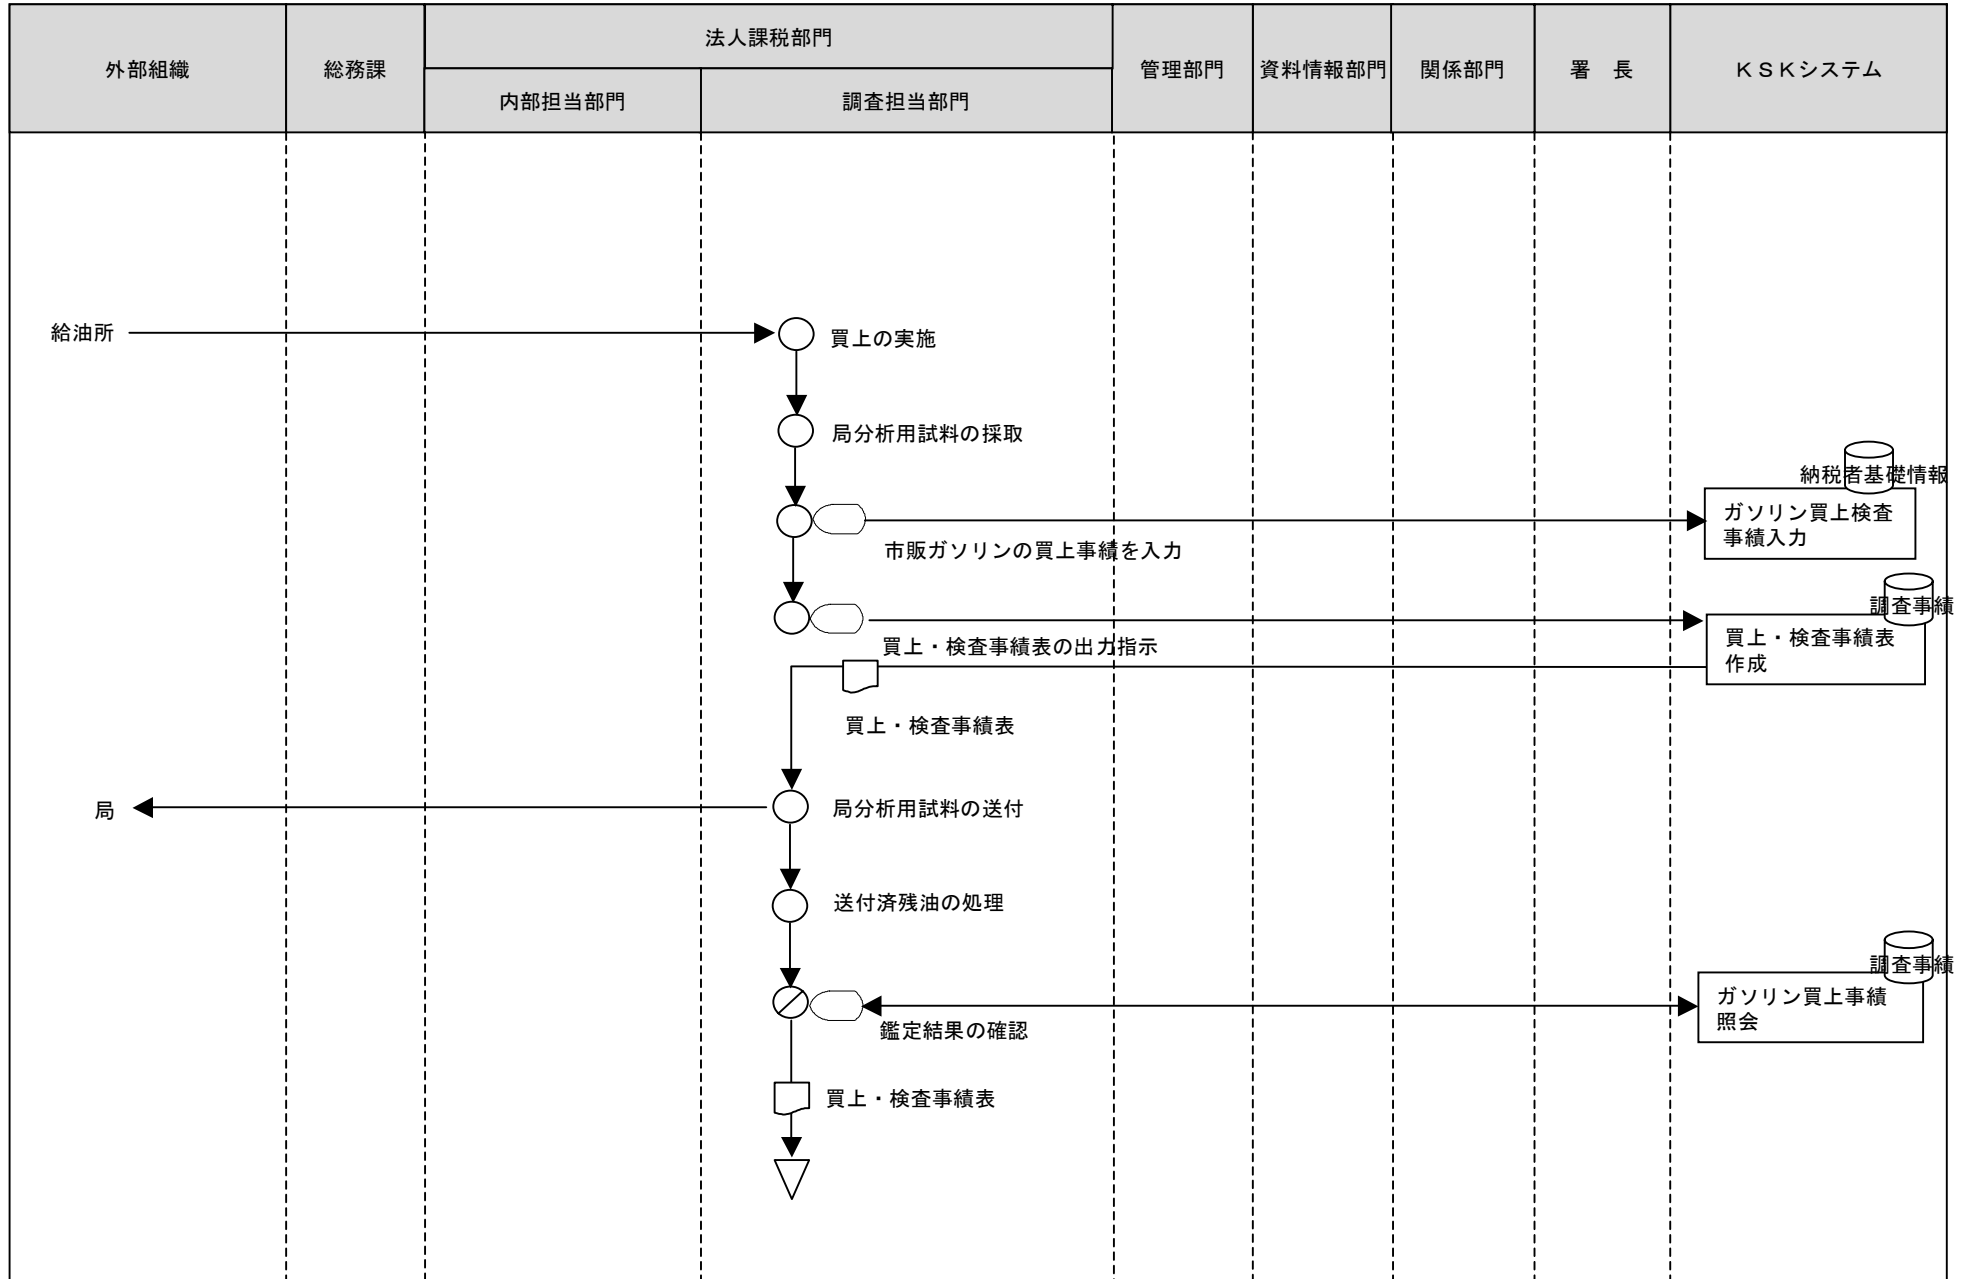 外部組織
総務課
法人課税部門
内部担当部門
調査担当部門
管理部門
資料情報部門
関係部門
署　長
ＫＳＫシステム
給油所
買上の実施
局分析用試料の採取
納税者基礎情報
ガソリン買上検査
事績入力
市販ガソリンの買上事績を入力
調査事績
買上・検査事績表
作成
買上・検査事績表の出力指示
買上・検査事績表
局
局分析用試料の送付
送付済残油の処理
調査事績
ガソリン買上事績
照会
鑑定結果の確認
買上・検査事績表